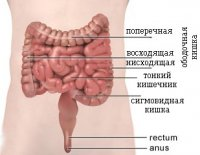 поперечная
восходящая
нисходящая
тонкий
кишечник
сигмовидная
кишка
ободочная
кишка
rectum
anus